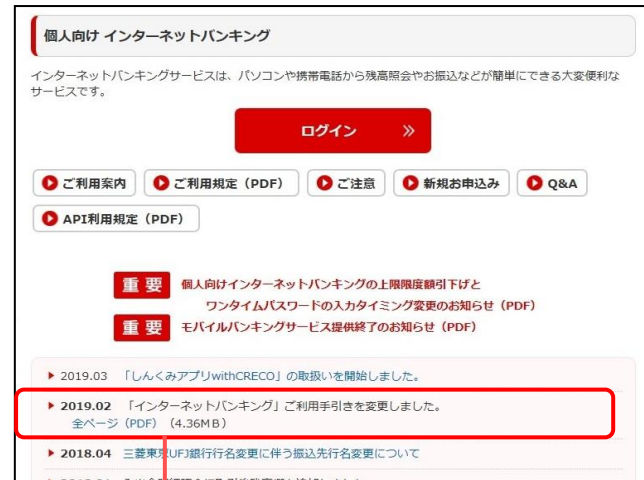 個人向け インターネットバンキング
インターネットバンキングサービスは、パソコンや携帯電話から残高照会やお振込などが簡単にできる大変便利な
サービスです。
ログイン
ご利用案内 ご利用規定（PDF） ご注意 新規お申込み Q&A
API利用規定（PDF）
重 要 個人向けインターネットバンキングの上限限度額引下げと
ワンタイムパスワードの入力タイミング変更のお知らせ（PDF）
重 要 モバイルバンキングサービス提供終了のお知らせ（PDF）
2019.03 「しんくみアプリwithCRECO」の取扱いを開始しました。
2019.02 「インターネットバンキング」ご利用手引きを変更しました。
全ページ（PDF）（4.36MB）
2018.04 三菱東京UFJ銀行行名変更に伴う振込先行名変更について